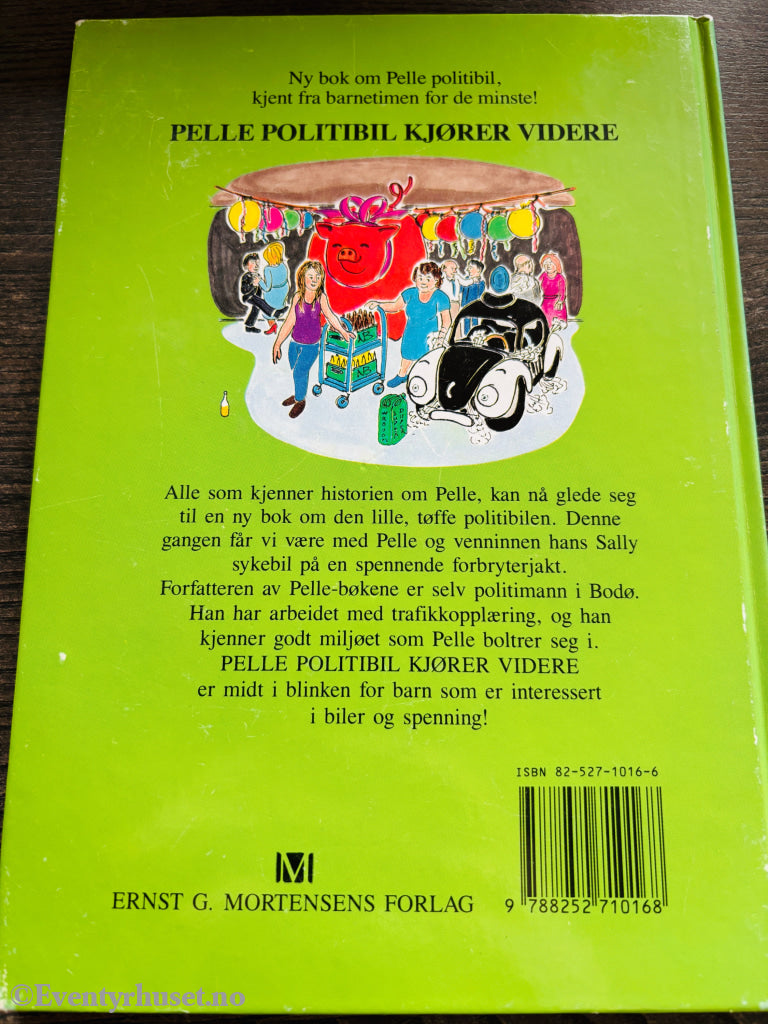 Ny bok om Pelle politibil,
kjent fra barnetimen for de minste!
PELLE POLITIBIL KJØRER VIDERE
NB
NB
Alle som kjenner historien om Pelle, kan nå glede seg
til en ny bok om den lille, tøffe politibilen. Denne
gangen får vi være med Pelle og venninnen hans Sally
sykebil på en spennende forbryterjakt.
Forfatteren av Pelle-bøkene er selv politimann i Bodø.
Han har arbeidet med trafikkopplæring, og han
kjenner godt miljøet som Pelle boltrer seg i.
PELLE POLITIBIL KJØRER VIDERE
er midt i blinken for barn som er interessert
i biler og spenning!
ISBN 82-527-1016-6
9 788252 710168
M
ERNST G. MORTENSENS FORLAG
©Eventyrhuset.no